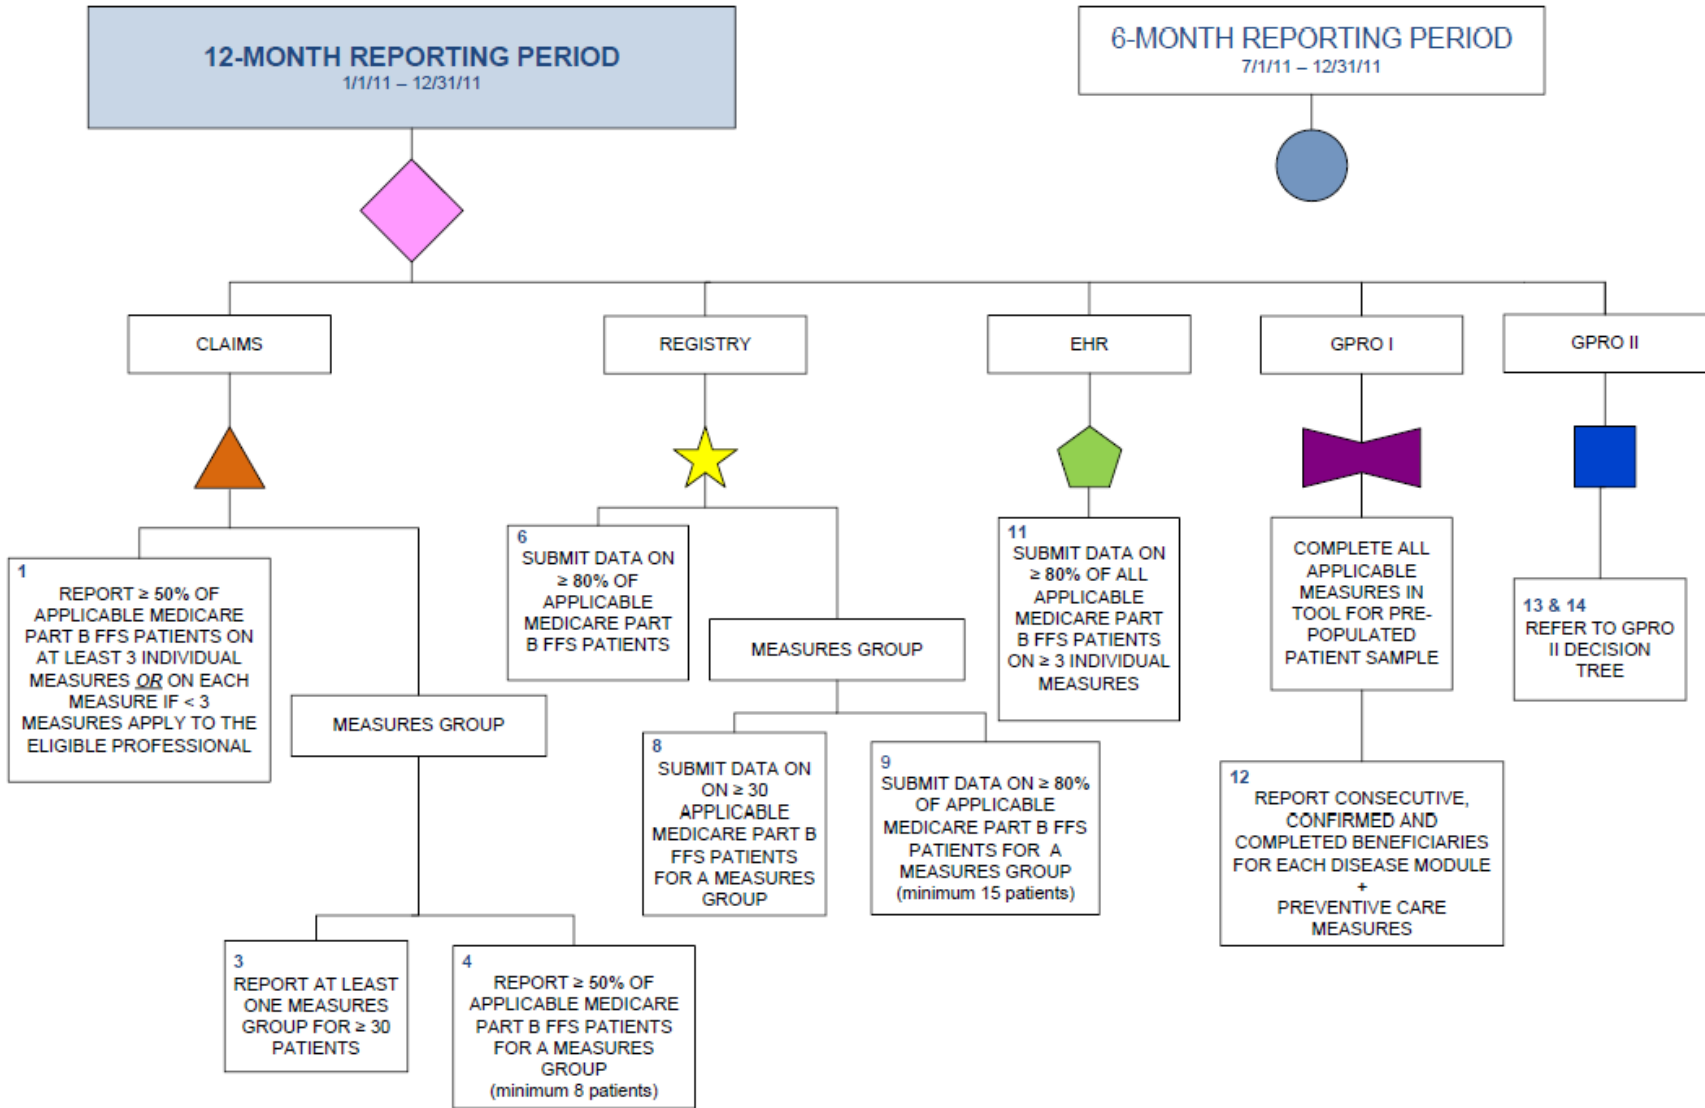 12-MONTH REPORTING PERIOD
1/1/11 – 12/31/11
6-MONTH REPORTING PERIOD
7/1/11 – 12/31/11
CLAIMS
REGISTRY
EHR
GPRO I
GPRO II
1
REPORT ≥ 50% OF
APPLICABLE MEDICARE
PART B FFS PATIENTS ON
AT LEAST 3 INDIVIDUAL
MEASURES OR ON EACH
MEASURE IF < 3
MEASURES APPLY TO THE
ELIGIBLE PROFESSIONAL
MEASURES GROUP
3
REPORT AT LEAST
ONE MEASURES
GROUP FOR ≥ 30
PATIENTS
4
REPORT ≥ 50% OF
APPLICABLE MEDICARE
PART B FFS PATIENTS
FOR A MEASURES
GROUP
(minimum 8 patients)
6
SUBMIT DATA ON
≥ 80% OF
APPLICABLE
MEDICARE PART
B FFS PATIENTS
MEASURES GROUP
8
SUBMIT DATA ON
ON ≥ 30
APPLICABLE
MEDICARE PART B
FFS PATIENTS
FOR A MEASURES
GROUP
9
SUBMIT DATA ON ≥ 80%
OF APPLICABLE
MEDICARE PART B FFS
PATIENTS FOR A
MEASURES GROUP
(minimum 15 patients)
11
SUBMIT DATA ON
≥ 80% OF ALL
APPLICABLE
MEDICARE PART
B FFS PATIENTS
ON ≥ 3 INDIVIDUAL
MEASURES
COMPLETE ALL
APPLICABLE
MEASURES IN
TOOL FOR PRE-
POPULATED
PATIENT SAMPLE
12
REPORT CONSECUTIVE,
CONFIRMED AND
COMPLETED BENEFICIARIES
FOR EACH DISEASE MODULE
+
PREVENTIVE CARE
MEASURES
13 & 14
REFER TO GPRO
II DECISION
TREE